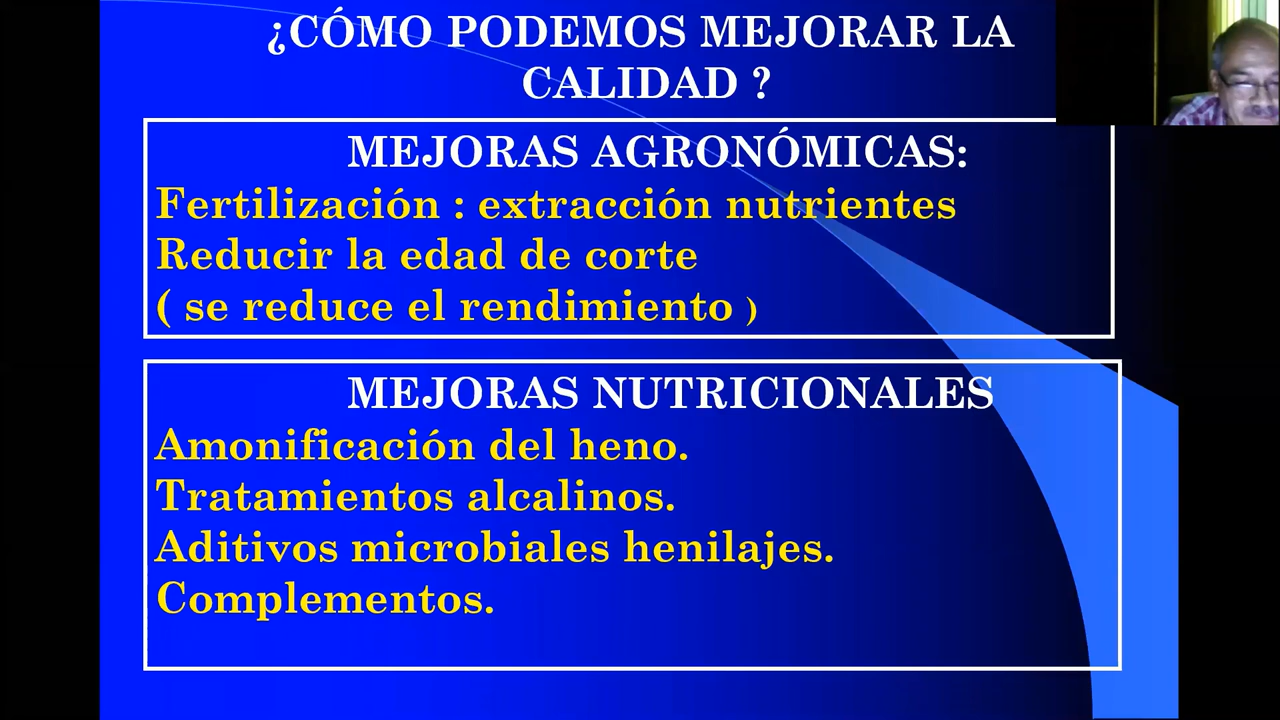 ¿CÓMO PODEMOS MEJORAR LA
CALIDAD ?
MEJORAS AGRONÓMICAS:
Fertilización : extracción nutrientes
Reducir la edad de corte
( se reduce el rendimiento )
MEJORAS NUTRICIONALES
Amonificación del heno.
Tratamientos alcalinos.
Aditivos microbiales henilajes.
Complementos.